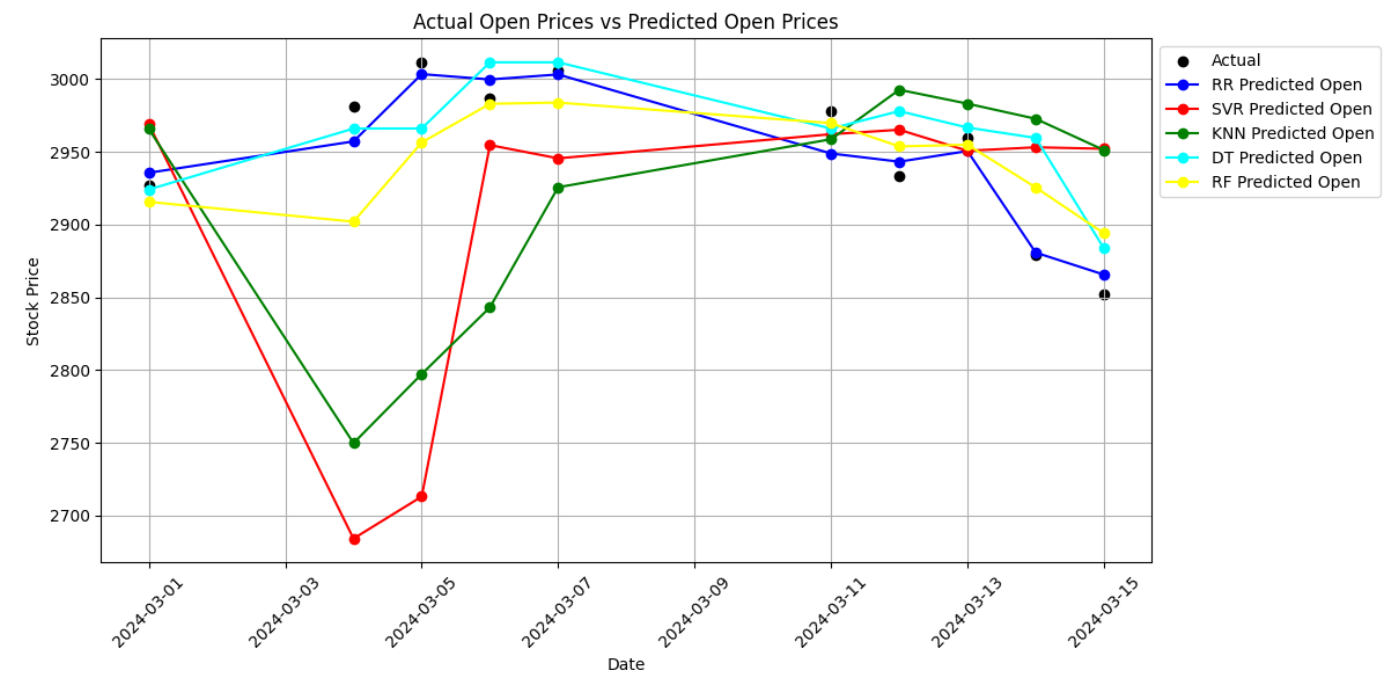 Actual Open Prices vs Predicted Open Prices
3000
2950
2900
2850
2800
2750
2700
Stock Price
2024-03-01
2024-03-03
2024-03-05
2024-03-07
2024-03-09
2024-03-11
2024-03-13
2024-03-15
Date
Actual
RR Predicted Open
SVR Predicted Open
KNN Predicted Open
DT Predicted Open
RF Predicted Open